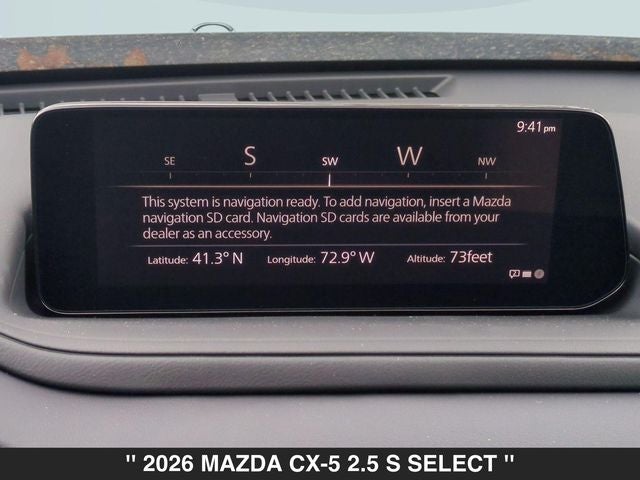 9:41pm
SE S SW W NW
This system is navigation ready. To add navigation, insert a Mazda
navigation SD card. Navigation SD cards are available from your
dealer as an accessory.
Latitude: 41.3° N Longitude: 72.9° W Altitude: 73feet
" 2026 MAZDA CX-5 2.5 S SELECT "